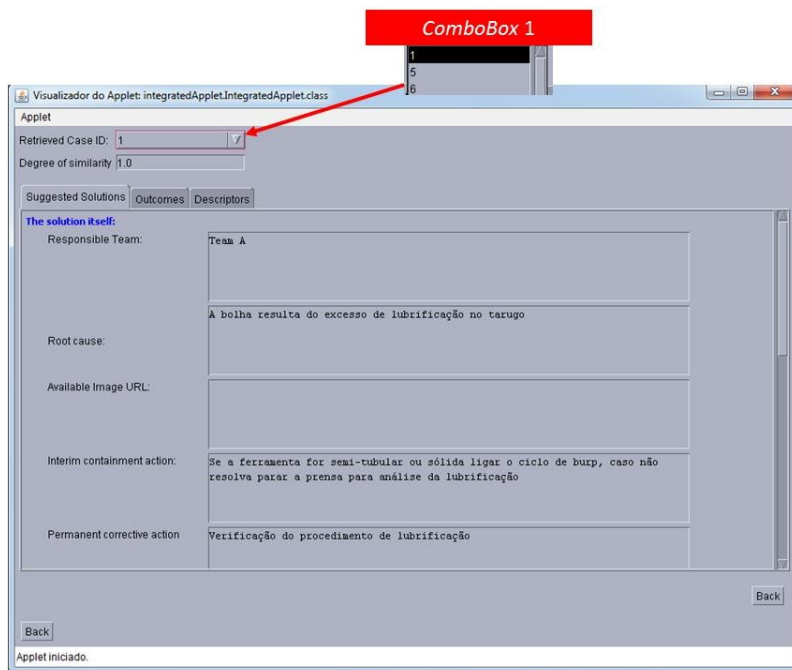 ComboBox 1
1
5
6
Visualizador do Applet: integratedApplet.IntegratedApplet.class
Applet
Retrieved Case ID: 1
Degree of similarity 1.0
Suggested Solutions Outcomes Descriptors
The solution itself:
Responsible Team: Team A
A bolha resulta do excesso de lubrificação no tarugo
Root cause:
Available Image URL:
Interim containment action: Se a ferramenta for semi-tubular ou sólida ligar o ciclo de burp, caso não
resolva parar a prensa para análise da lubrificação
Permanent corrective action Verificação do procedimento de lubrificação
Back
Back
Applet iniciado.